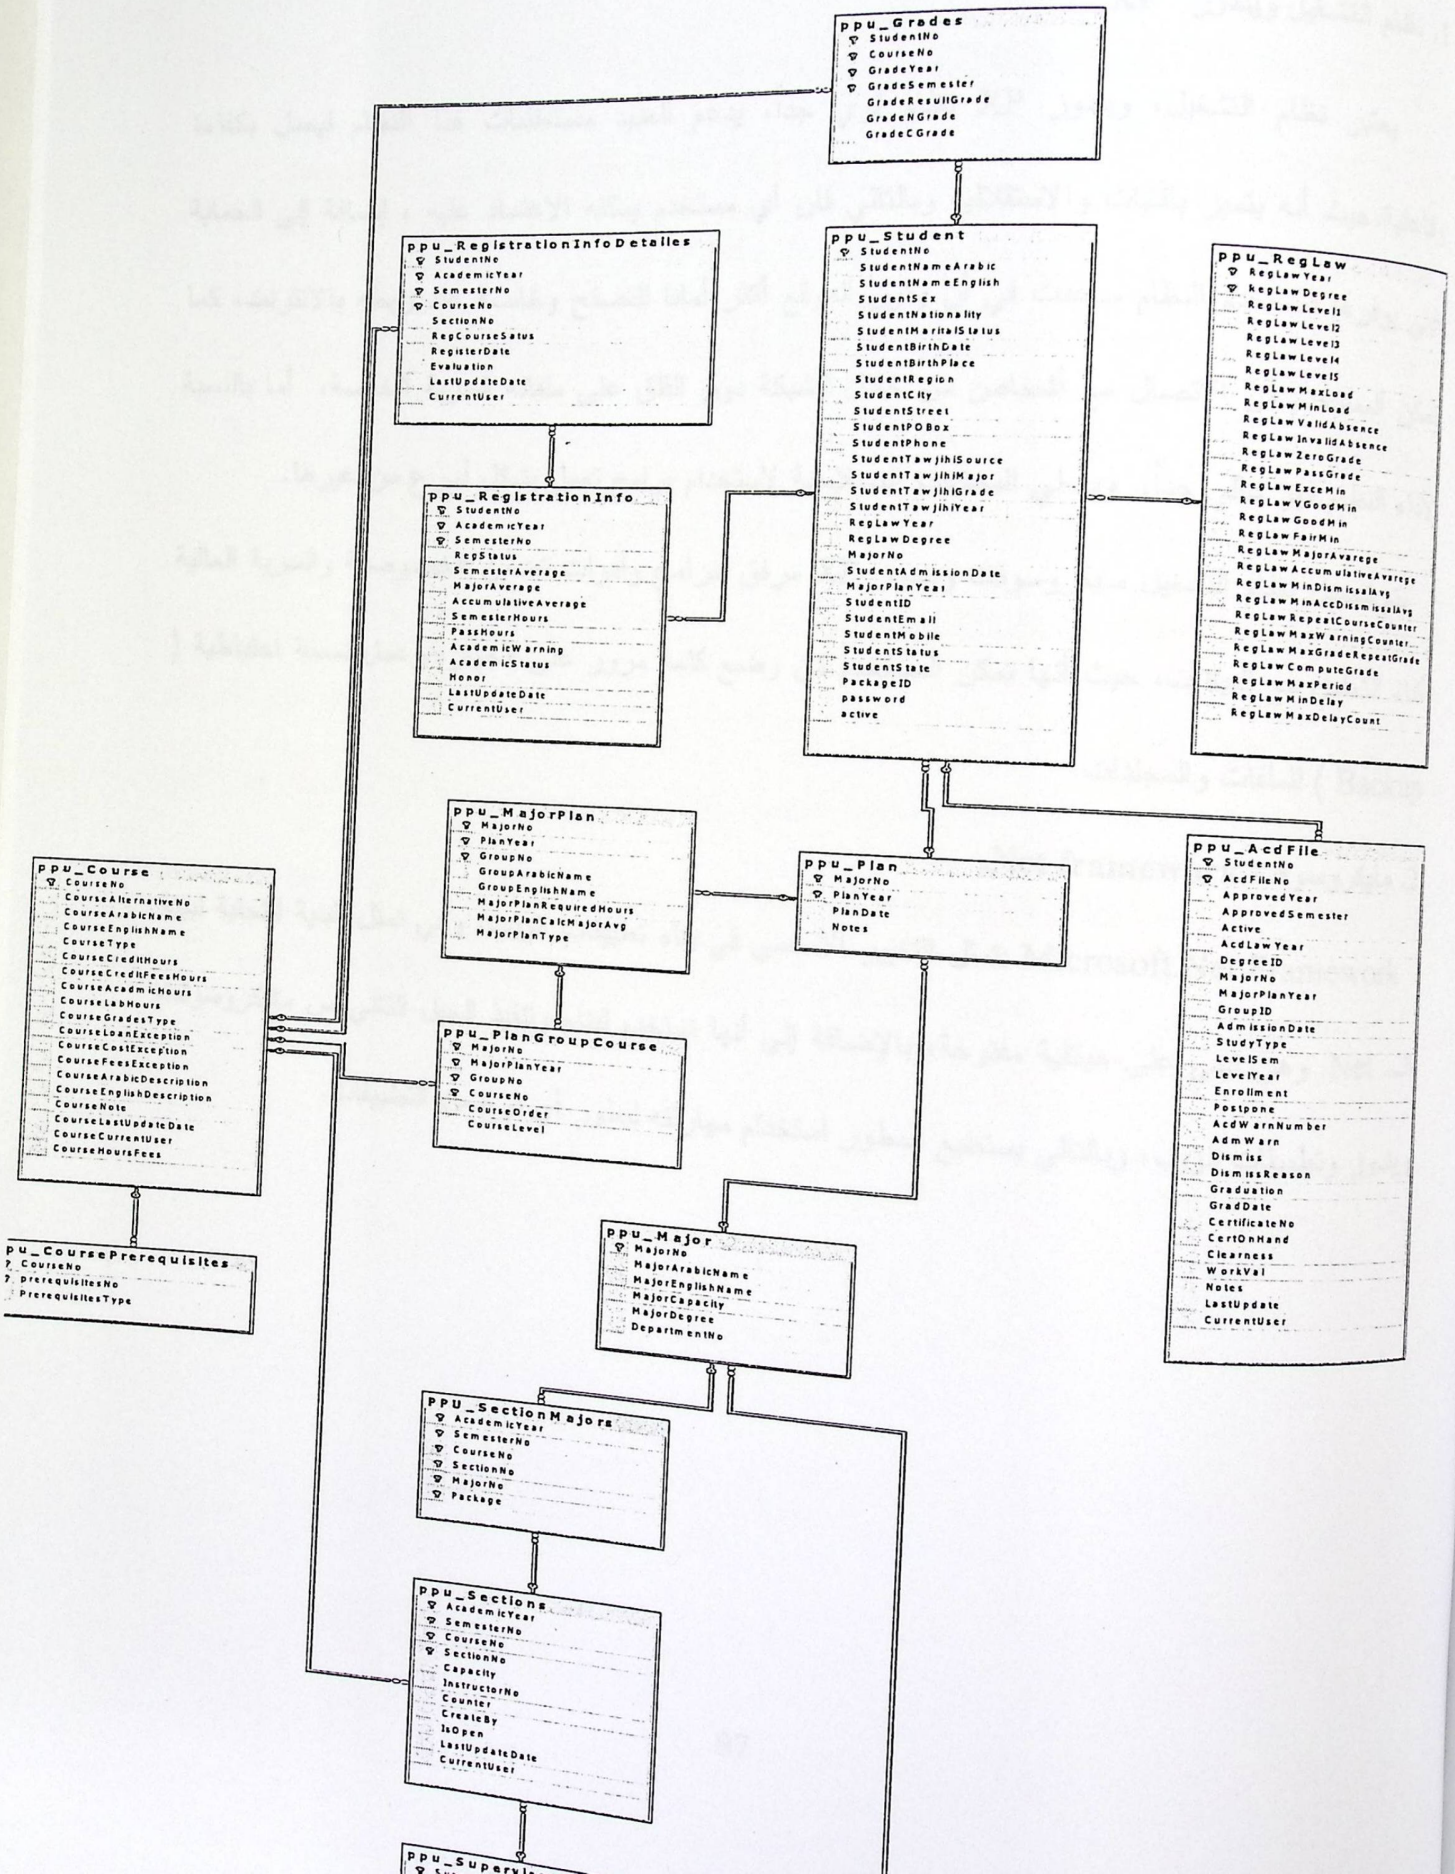 ppu_Grades
StudentNo
CourseNo
GradeYear
GradeSemester
GradeResultGrade
GradeNGrade
GradeCGrade
ppu_RegistrationInfoDetailes
StudentNo
AcademicYear
SemesterNo
CourseNo
SectionNo
RegCourseSatus
RegisterDate
Evaluation
LastUpdateDate
CurrentUser
ppu_Student
StudentNo
StudentNameArabic
StudentNameEnglish
StudentSex
StudentNationality
StudentMaritalStatus
StudentBirthDate
StudentBirthPlace
StudentRegion
StudentCity
StudentStreet
StudentPOBox
StudentPhone
StudentTawjihiSource
StudentTawjihiMajor
StudentTawjihiGrade
StudentTawjihiYear
RegLawYear
RegLawDegree
MajorNo
StudentAdmissionDate
MajorPlanYear
StudentID
StudentEmail
StudentMobile
StudentStatus
StudentState
PackageID
password
active
ppu_RegLaw
RegLawYear
RegLawDegree
RegLawLevel1
RegLawLevel2
RegLawLevel3
RegLawLevel4
RegLawLevel5
RegLawMaxLoad
RegLawMinLoad
RegLawValidAbsence
RegLawInvalidAbsence
RegLawZeroGrade
RegLawPassGrade
RegLawExceMin
RegLawVGoodMin
RegLawGoodMin
RegLawFairMin
RegLawMajorAvarege
RegLawAccumulativeAvarege
RegLawMinDismissalAvg
RegLawMinAccDissmissalAvg
RegLawRepeatCourseCounter
RegLawMaxWarningCounter
RegLawMaxGradeRepeatGrade
RegLawComputeGrade
RegLawMaxPeriod
RegLawMinDelay
RegLawMaxDelayCount
ppu_RegistrationInfo
StudentNo
AcademicYear
SemesterNo
RegStatus
SemesterAverage
MajorAverage
AccumulativeAverage
SemesterHours
PassHours
AcademicWarning
AcademicStatus
Honor
LastUpdateDate
CurrentUser
ppu_MajorPlan
MajorNo
PlanYear
GroupNo
GroupArabicName
GroupEnglishName
MajorPlanRequiredHours
MajorPlanCalcMajorAvg
MajorPlanType
ppu_Plan
MajorNo
PlanYear
PlanDate
Notes
ppu_AcdFile
StudentNo
AcdFileNo
ApprovedYear
ApprovedSemester
Active
AcdLawYear
DegreeID
MajorNo
MajorPlanYear
GroupID
AdmissionDate
StudyType
LevelSem
LevelYear
Enrollment
Postpone
AcdWarnNumber
AdmWarn
Dismiss
DismissReason
Graduation
GradDate
CertificateNo
CertOnHand
Clearness
WorkVal
Notes
LastUpdate
CurrentUser
ppu_Course
CourseNo
CourseAlternativeNo
CourseArabicName
CourseEnglishName
CourseType
CourseCreditHours
CourseCreditFeesHours
CourseAcadmicHours
CourseLabHours
CourseGradesType
CourseLoanException
CourseCostException
CourseFeesException
CourseArabicDescription
CourseEnglishDescription
CourseNote
CourseLastUpdateDate
CourseCurrentUser
CourseHoursFees
ppu_PlanGroupCourse
MajorNo
MajorPlanYear
GroupNo
CourseNo
CourseOrder
CourseLevel
pu_CoursePrerequisites
CourseNo
prerequisitesNo
PrerequisitesType
ppu_Major
MajorNo
MajorArabicName
MajorEnglishName
MajorCapacity
MajorDegree
DepartmentNo
PPU_SectionMajors
AcademicYear
SemesterNo
CourseNo
SectionNo
MajorNo
Package
ppu_Sections
AcademicYear
SemesterNo
CourseNo
SectionNo
Capacity
InstructorNo
Counter
CreateBy
IsOpen
LastUpdateDate
CurrentUser